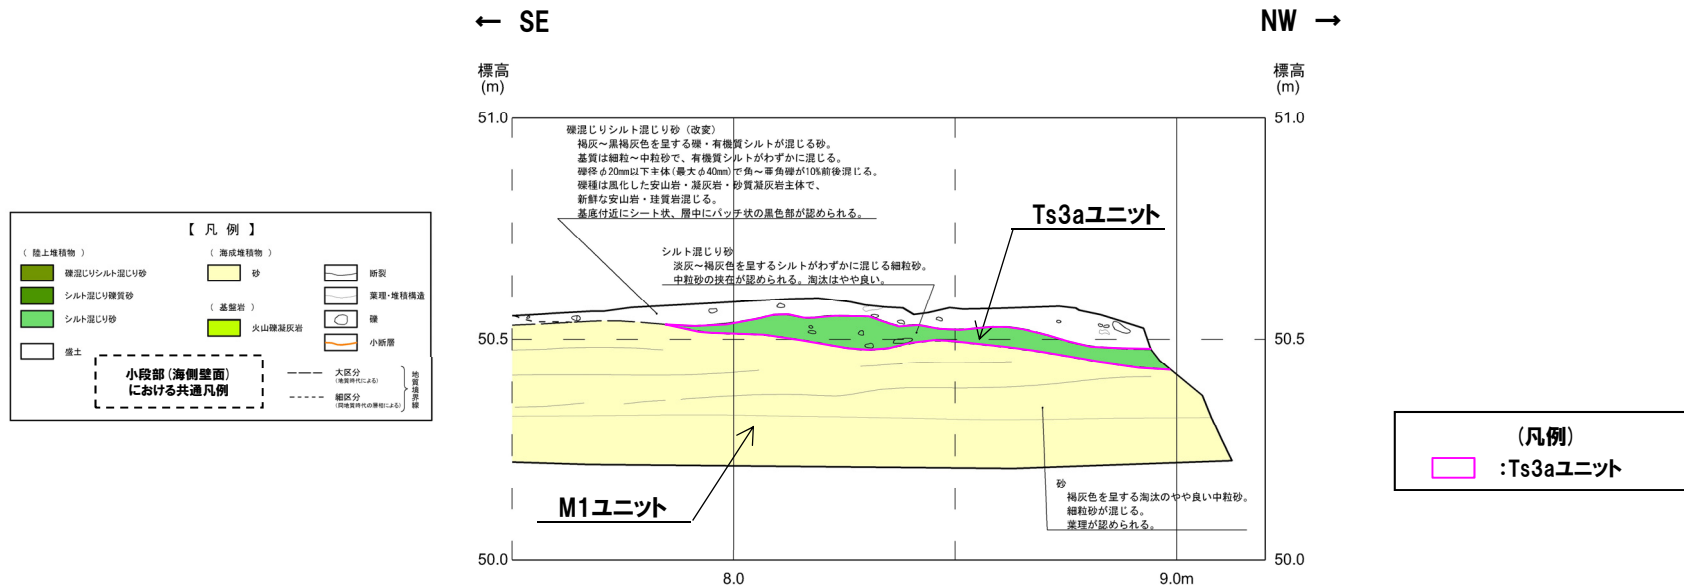 ← SE
NW →
標高
(m)
標高
(m)
51.0
51.0
礫混じりシルト混じり砂（改変）
褐灰～黒褐灰色を呈する礫・有機質シルトが混じる砂。
基質は細粒～中粒砂で、有機質シルトがわずかに混じる。
礫径φ20mm以下主体(最大φ40mm)で角～亜角礫が10%前後混じる。
礫種は風化した安山岩・凝灰岩・砂質凝灰岩主体で、
新鮮な安山岩・珪質岩混じる。
基底付近にシート状、層中にパッチ状の黒色部が認められる。
Ts3aユニット
シルト混じり砂
淡灰～褐灰色を呈するシルトがわずかに混じる細粒砂。
中粒砂の挟在が認められる。淘汰はやや良い。
50.5
50.5
M1ユニット
砂
褐灰色を呈する淘汰のやや良い中粒砂。
細粒砂が混じる。
葉理が認められる。
50.0
50.0
8.0
9.0m
【 凡 例 】
( 陸上堆積物 )
礫混じりシルト混じり砂
シルト混じり礫質砂
シルト混じり砂
盛土
( 海成堆積物 )
砂
( 基盤岩 )
火山礫凝灰岩
断裂
葉理・堆積構造
礫
小断層
小段部(海側壁面)
における共通凡例
大区分
(地質時代による)
細区分
(同地質時代の層相による)
地質境界線
(凡例)
:Ts3aユニット